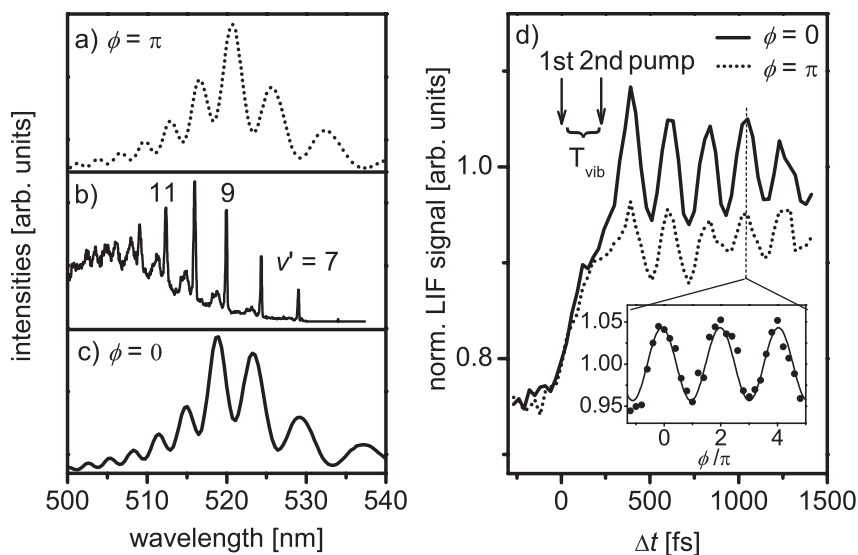 a) ϕ = π
b)
11
9
v' = 7
c) ϕ = 0
intensities [arb. units]
500 510 520 530 540
wavelength [nm]
d)
ϕ = 0
ϕ = π
1st 2nd pump
T_vib
norm. LIF signal [arb. units]
1.0
0.8
1.05
1.00
0.95
0 2 4
ϕ/π
0 500 1000 1500
Δt [fs]